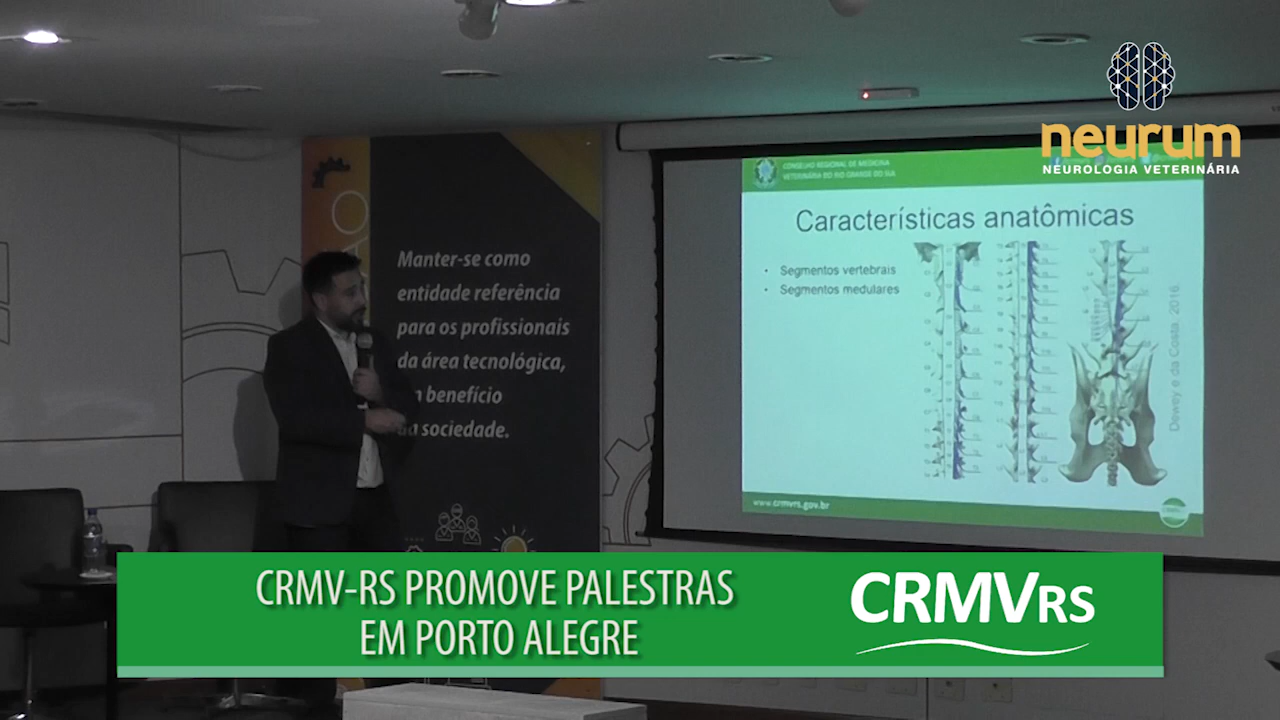 neurum
NEUROLOGIA VETERINÁRIA
CONSELHO REGIONAL DE MEDICINA
VETERINÁRIA DO RIO GRANDE DO SUL
Características anatômicas
• Segmentos vertebrais
• Segmentos medulares
Dewey e da Costa, 2016.
www.crmvrs.gov.br
Manter-se como
entidade referência
para os profissionais
da área tecnológica,
benefício
da sociedade.
CRMV-RS PROMOVE PALESTRAS
EM PORTO ALEGRE
CRMVRS